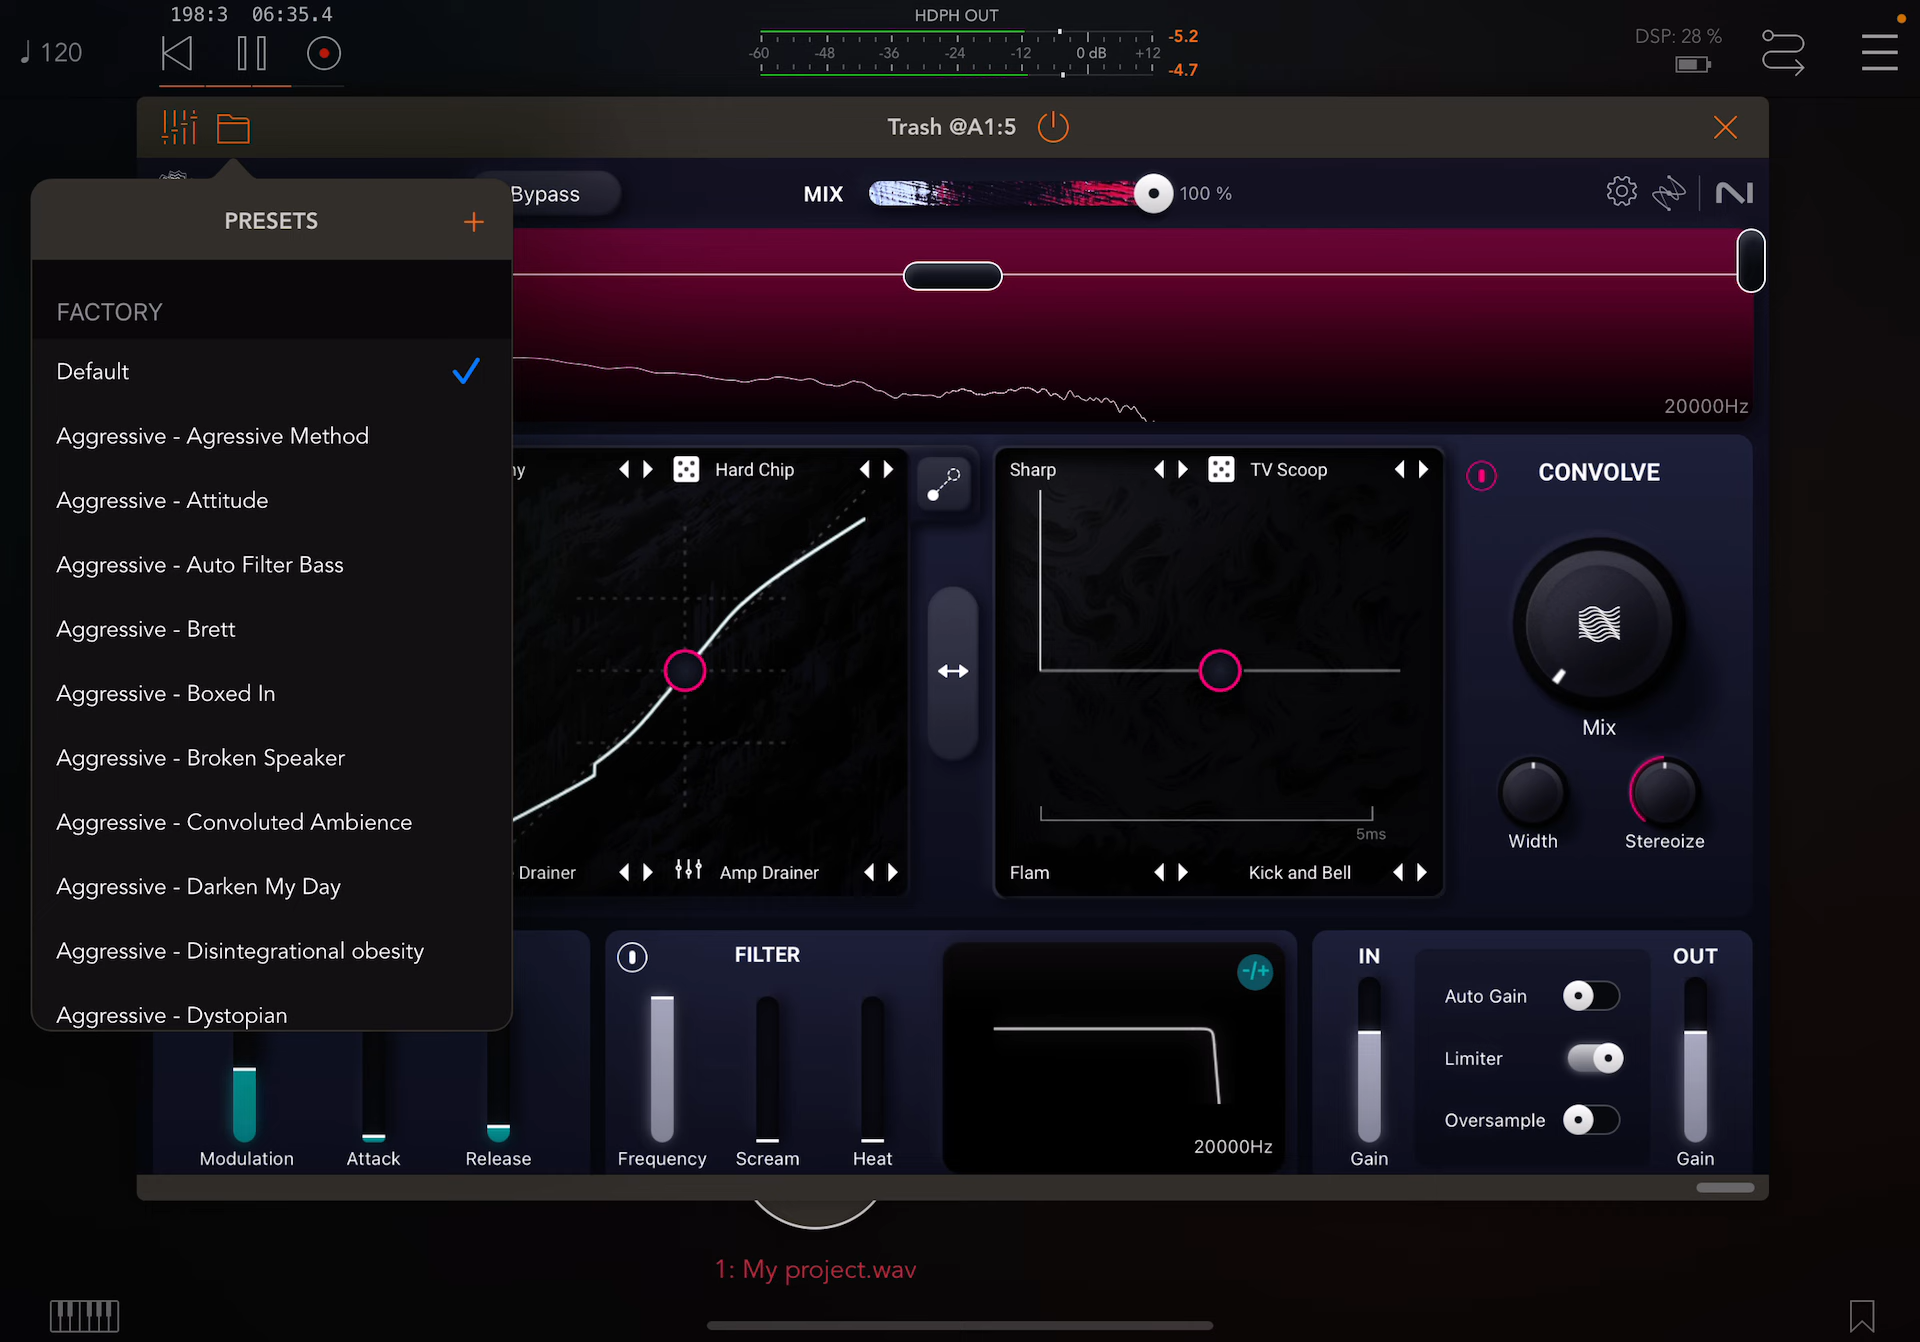 198:3 06:35.4
HDPH OUT
-60 -48 -36 -24 -12 0 dB +12
-5.2
-4.7
120
DSP: 28 %
Trash @A1:5
Bypass
MIX
100 %
PRESETS
FACTORY
Default
Aggressive - Agressive Method
Aggressive - Attitude
Aggressive - Auto Filter Bass
Aggressive - Brett
Aggressive - Boxed In
Aggressive - Broken Speaker
Aggressive - Convoluted Ambience
Aggressive - Darken My Day
Aggressive - Disintegrational obesity
Aggressive - Dystopian
20000Hz
Hard Chip
Sharp
TV Scoop
CONVOLVE
Mix
Width
Stereoize
5ms
Drainer
Amp Drainer
Flam
Kick and Bell
Modulation
Attack
Release
FILTER
-/+
20000Hz
Frequency
Scream
Heat
IN
OUT
Auto Gain
Limiter
Oversample
Gain
Gain
1: My project.wav